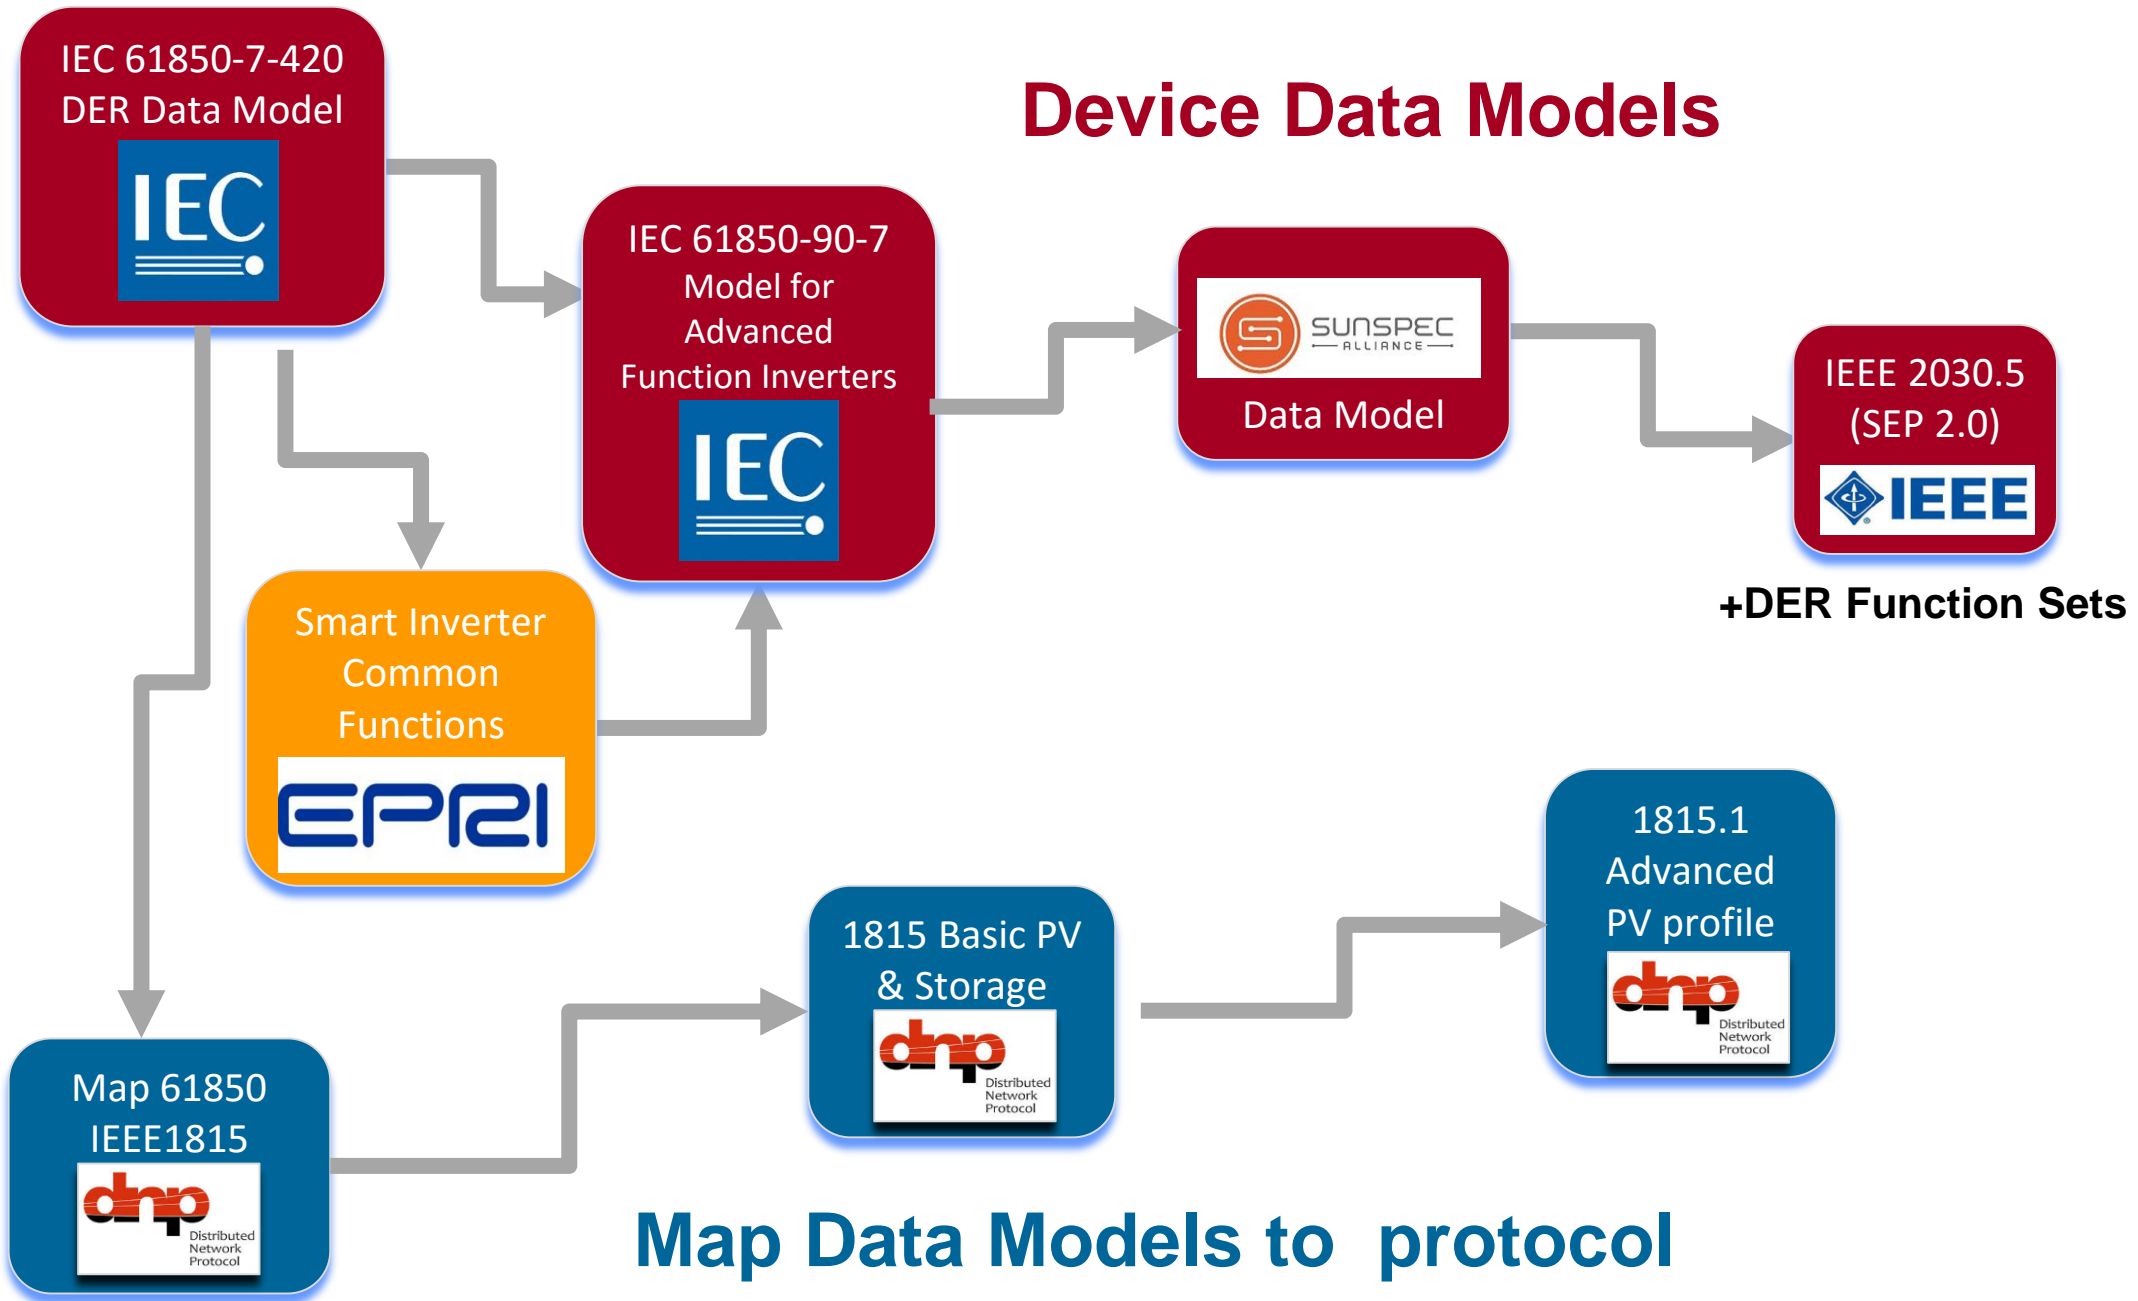 IEC 61850-7-420
DER Data Model
IEC
Device Data Models
IEC 61850-90-7
Model for
Advanced
Function Inverters
IEC
SUNSPEC
ALLIANCE
Data Model
IEEE 2030.5
(SEP 2.0)
IEEE
+DER Function Sets
Smart Inverter
Common
Functions
EPRI
1815.1
Advanced
PV profile
dnp
Distributed
Network
Protocol
1815 Basic PV
& Storage
dnp
Distributed
Network
Protocol
Map 61850
IEEE1815
dnp
Distributed
Network
Protocol
Map Data Models to  protocol